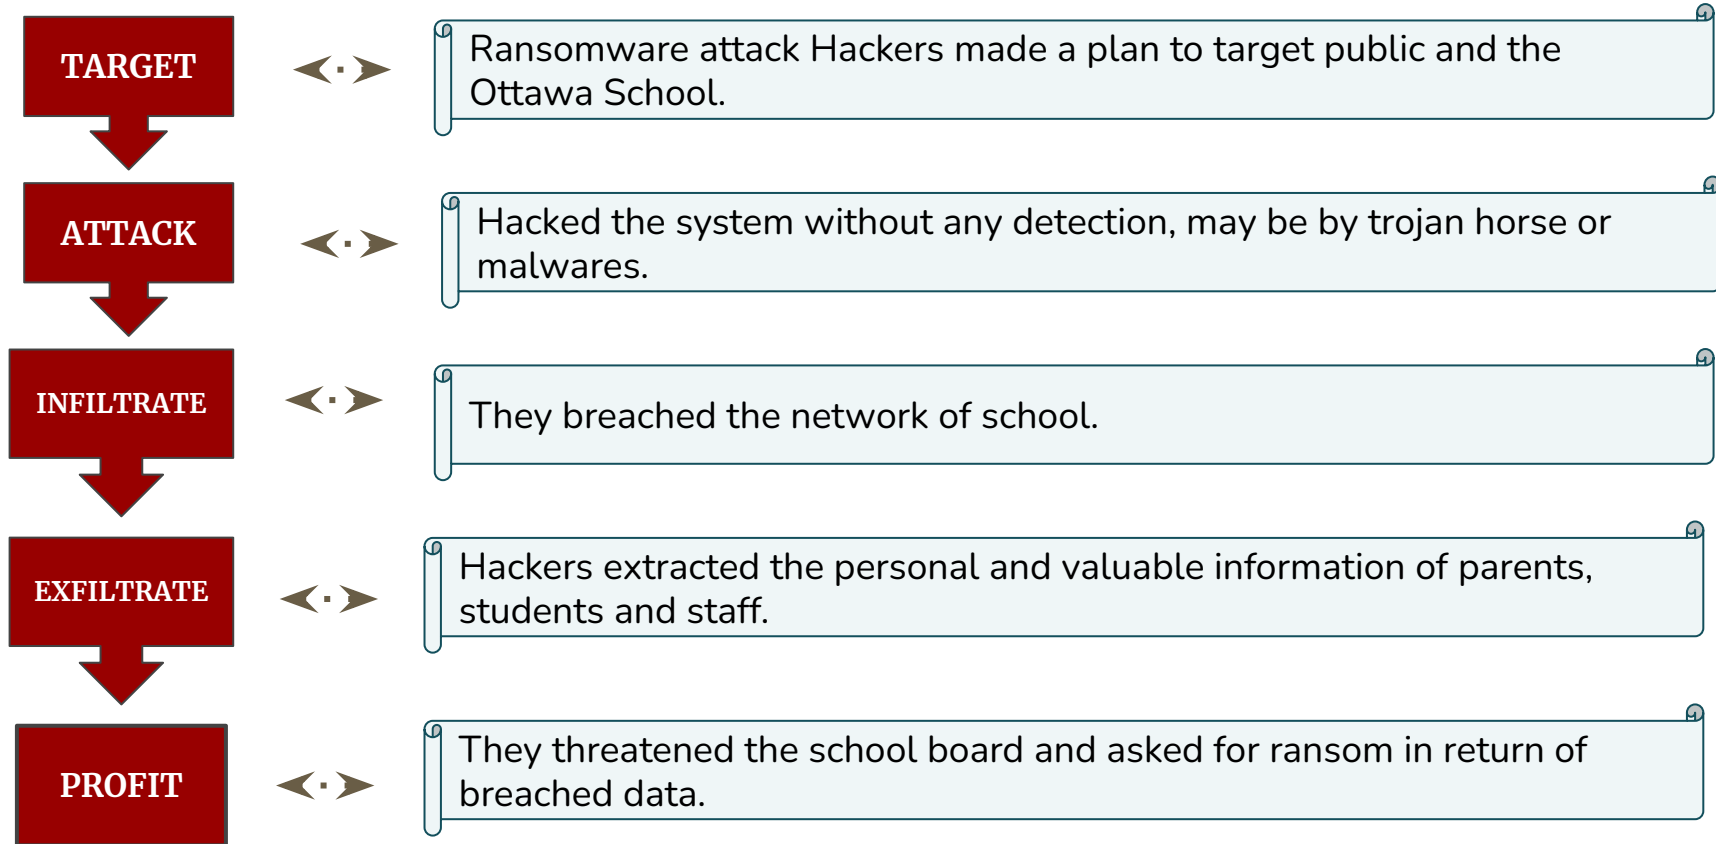 TARGET
Ransomware attack Hackers made a plan to target public and the
Ottawa School.
ATTACK
Hacked the system without any detection, may be by trojan horse or
malwares.
INFILTRATE
They breached the network of school.
EXFILTRATE
Hackers extracted the personal and valuable information of parents,
students and staff.
PROFIT
They threatened the school board and asked for ransom in return of
breached data.